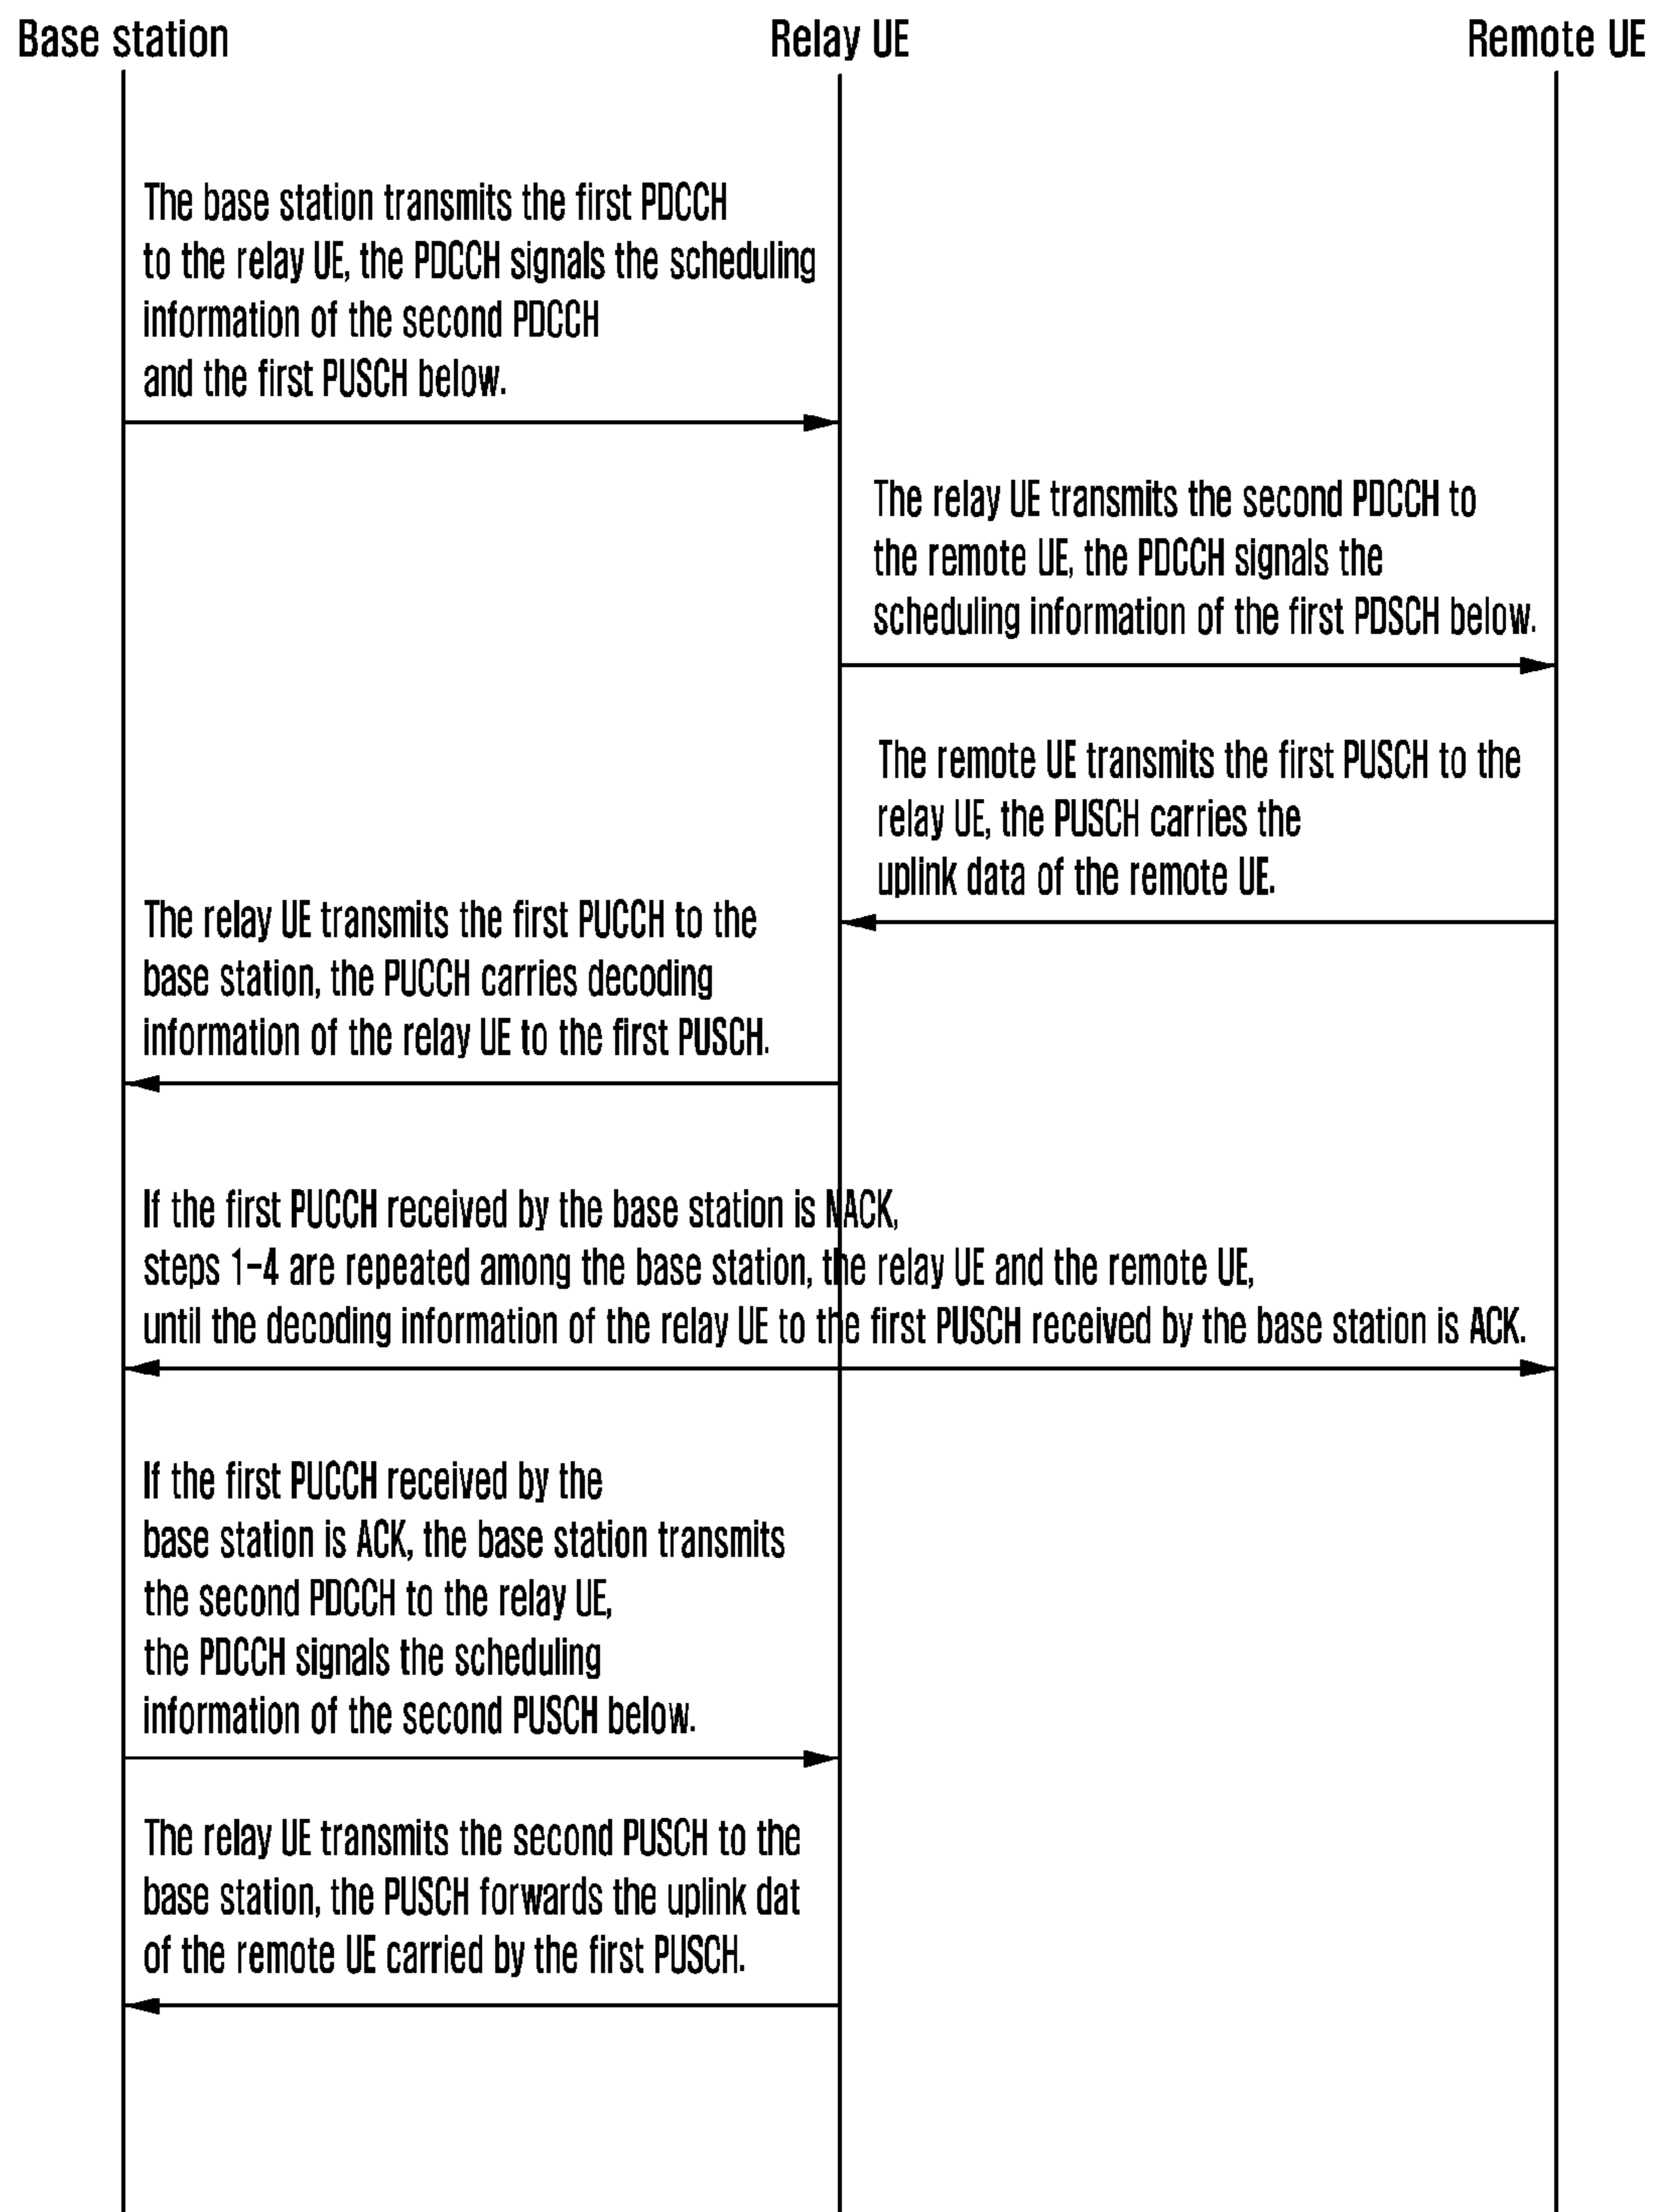 Base station
Relay UE
Remote UE
The base station transmits the first PDCCH
to the relay UE, the PDCCH signals the scheduling
information of the second PDCCH
and the first PUSCH below.
The relay UE transmits the second PDCCH to
the remote UE, the PDCCH signals the
scheduling information of the first PDSCH below.
The remote UE transmits the first PUSCH to the
relay UE, the PUSCH carries the
uplink data of the remote UE.
The relay UE transmits the first PUCCH to the
base station, the PUCCH carries decoding
information of the relay UE to the first PUSCH.
If the first PUCCH received by the base station is NACK,
steps 1-4 are repeated among the base station, the relay UE and the remote UE,
until the decoding information of the relay UE to the first PUSCH received by the base station is ACK.
If the first PUCCH received by the
base station is ACK, the base station transmits
the second PDCCH to the relay UE,
the PDCCH signals the scheduling
information of the second PUSCH below.
The relay UE transmits the second PUSCH to the
base station, the PUSCH forwards the uplink dat
of the remote UE carried by the first PUSCH.